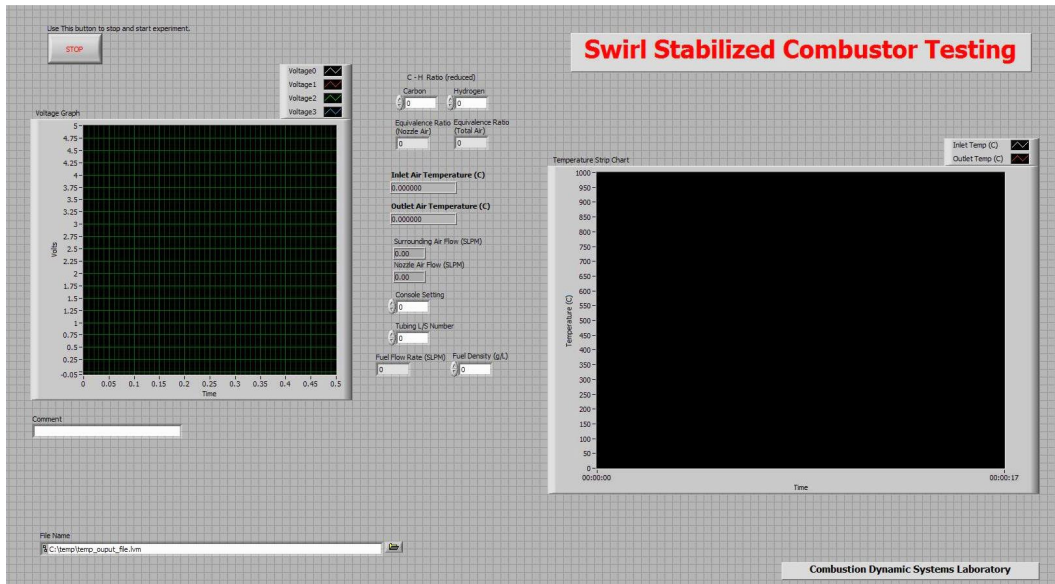 Use This button to stop and start experiment.
STOP
Swirl Stabilized Combustor Testing
Voltage0
Voltage1
Voltage2
Voltage3
Voltage Graph
5
4.75
4.5
4.25
4
3.75
3.5
3.25
3
2.75
2.5
2.25
2
1.75
1.5
1.25
1
0.75
0.5
0.25
-0.05
Volts
0 0.05 0.1 0.15 0.2 0.25 0.3 0.35 0.4 0.45 0.5
Time
C - H Ratio (reduced)
Carbon Hydrogen
0 0
Equivalence Ratio Equivalence Ratio
(Nozzle Air) (Total Air)
0 0
Inlet Air Temperature (C)
0.000000
Outlet Air Temperature (C)
0.000000
Surrounding Air Flow (SLPM)
0.00
Nozzle Air Flow (SLPM)
0.00
Console Setting
0
Tubing L/S Number
0
Fuel Flow Rate (SLPM) Fuel Density (g/L)
0 0
Inlet Temp (C)
Outlet Temp (C)
Temperature Strip Chart
1000
950
900
850
800
750
700
650
600
550
500
450
400
350
300
250
200
150
100
50
0
Temperature (C)
00:00:00 00:00:17
Time
Comment
File Name
C:\temp\temp_ouput_file.lvm
Combustion Dynamic Systems Laboratory